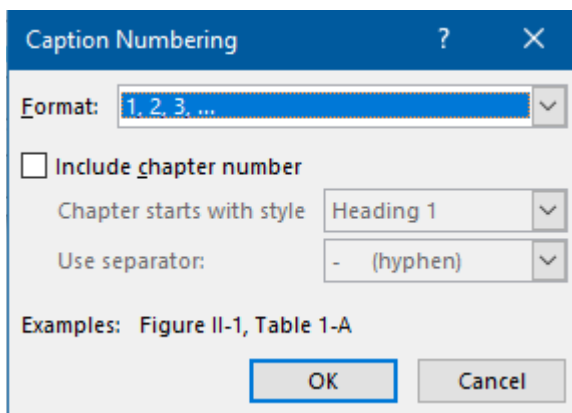 Caption Numbering ? ×
Format: 1, 2, 3, ...
Include chapter number
Chapter starts with style Heading 1
Use separator: - (hyphen)
Examples: Figure II-1, Table 1-A
OK Cancel